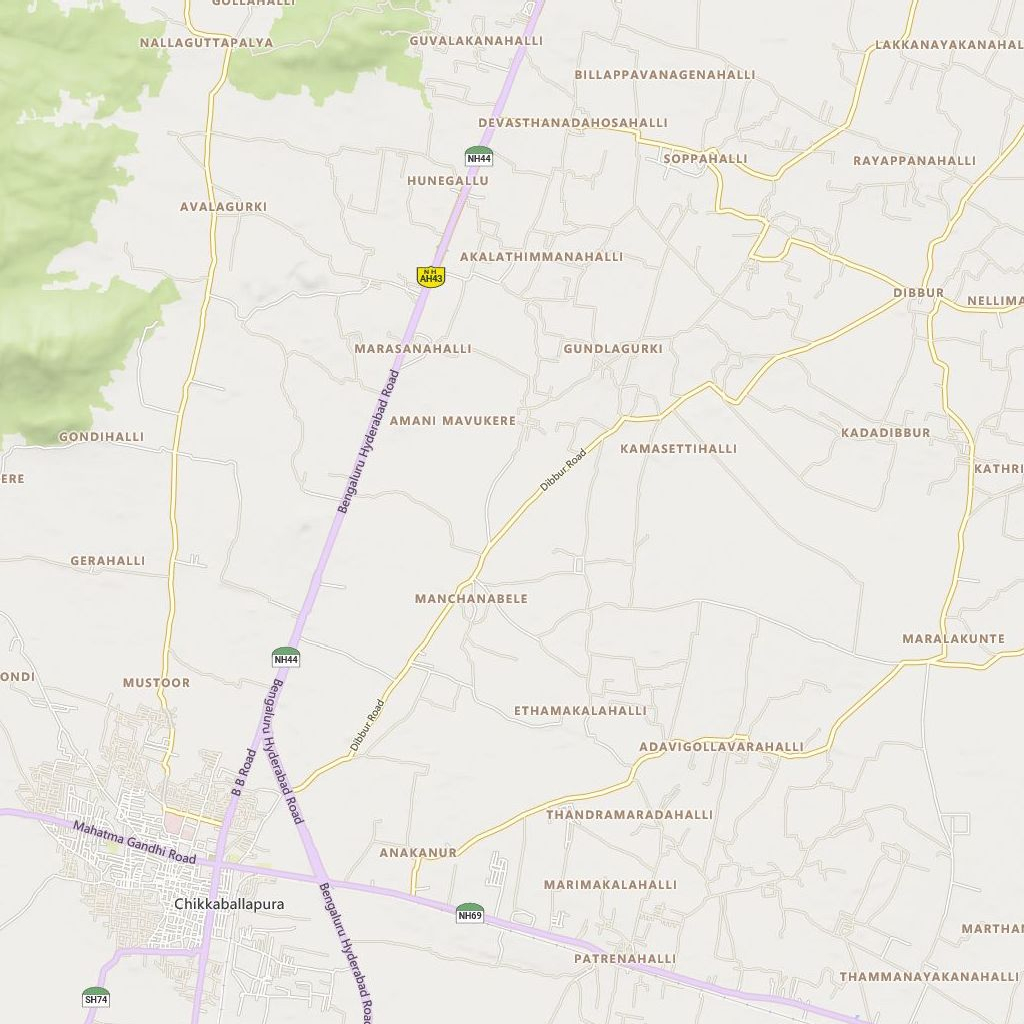 GOLLAHALLI
NALLAGUTTAPALYA
GUVALAKANAHALLI
LAKKANAYAKANAHAL
BILLAPPAVANAGENAHALLI
DEVASTHANADAHOSAHALLI
NH44
SOPPAHALLI
RAYAPPANAHALLI
HUNEGALLU
AVALAGURKI
AKALATHIMMANAHALLI
NH
AH43
DIBBUR
NELLIMA
MARASANAHALLI
GUNDLAGURKI
Bengaluru Hyderabad Road
AMANI MAVUKERE
GONDIHALLI
KADADIBBUR
KAMASETTIHALLI
Dibbur Road
KATHRI
ERE
GERAHALLI
MANCHANABELE
MARALAKUNTE
NH44
ONDI
MUSTOOR
Dibbur Road
ETHAMAKALAHALLI
Bengaluru Hyderabad Road
ADAVIGOLLAVARAHALLI
B B Road
THANDRAMARADAHALLI
Mahatma Gandhi Road
ANAKANUR
MARIMAKALAHALLI
Chikkaballapura
NH69
Bengaluru Hyderabad Road
MARTHAN
PATRENAHALLI
THAMMANAYAKANAHALLI
SH74